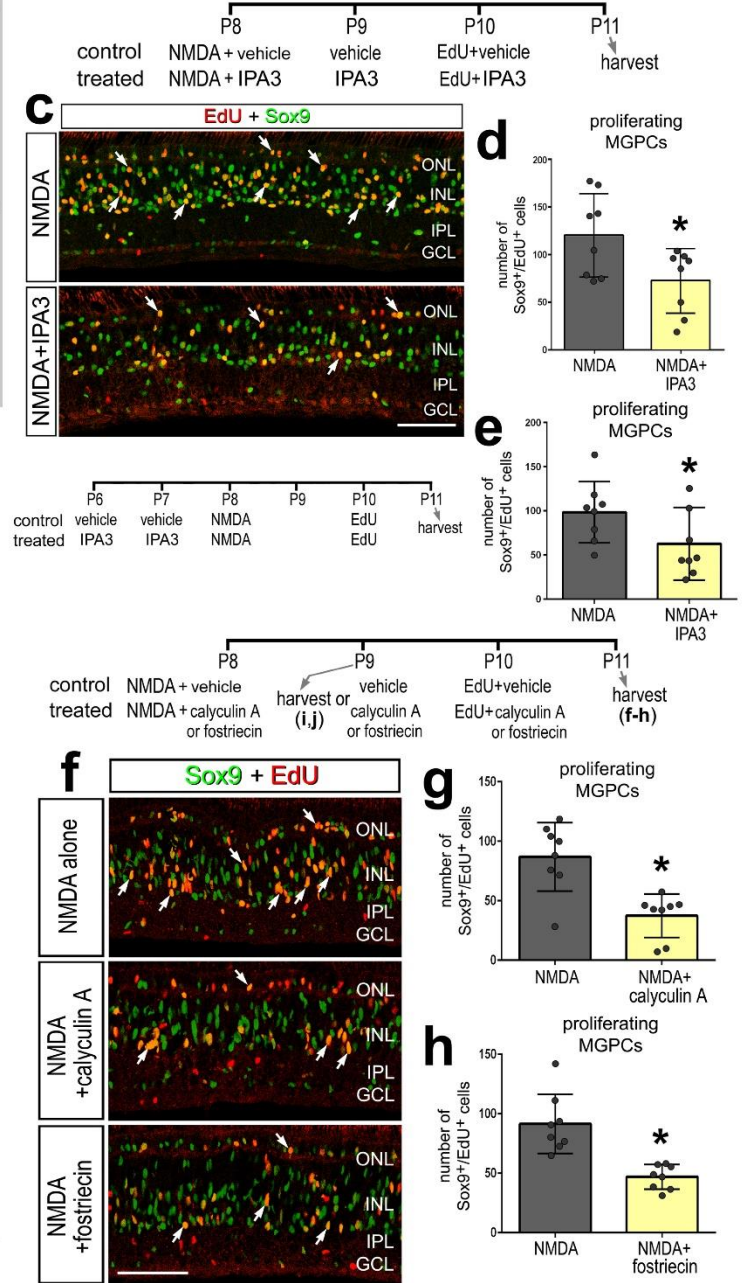 P8 P9 P10 P11
control NMDA + vehicle vehicle EdU+vehicle harvest
treated NMDA + IPA3 IPA3 EdU+IPA3
c
EdU + Sox9
NMDA
ONL
INL
IPL
GCL
NMDA+IPA3
ONL
INL
IPL
GCL
d
proliferating
MGPCs
number of
Sox9+/EdU+ cells
200
150
100
50
0
*
NMDA NMDA+
IPA3
e
proliferating
MGPCs
number of
Sox9+/EdU+ cells
200
150
100
50
0
*
NMDA NMDA+
IPA3
P6 P7 P8 P9 P10 P11
control vehicle vehicle NMDA EdU harvest
treated IPA3 IPA3 NMDA EdU
P8 P9 P10 P11
control NMDA + vehicle harvest or vehicle EdU+vehicle harvest
treated NMDA + calyculin A (i,j) calyculin A EdU+calyculin A (f-h)
or fostriecin or fostriecin or fostriecin
f
Sox9 + EdU
NMDA alone
ONL
INL
IPL
GCL
NMDA
+calyculin A
ONL
INL
IPL
GCL
NMDA
+fostriecin
ONL
INL
IPL
GCL
g
proliferating
MGPCs
number of
Sox9+/EdU+ cells
150
100
50
0
*
NMDA NMDA+
calyculin A
h
proliferating
MGPCs
number of
Sox9+/EdU+ cells
150
100
50
0
*
NMDA NMDA+
fostriecin